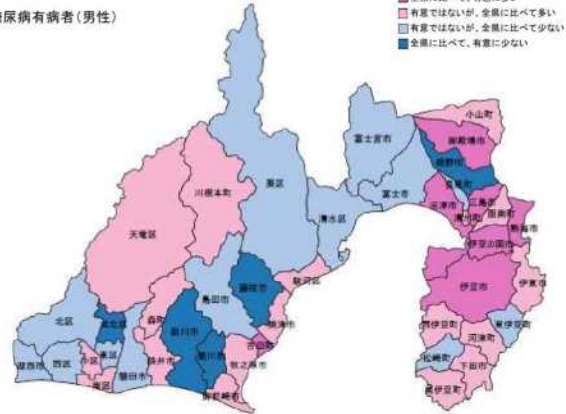 尿病有病者(男性)
有意ではないが、全県に比べて多い
有意ではないが、全県に比べて少ない
全県に比べて、有意に少ない
小山町
御殿場市
富士宮市
裾野市
長泉町
葵区
川根本町
富士市
沼津市
三島市
清水町
函南町
熱海市
清水区
伊豆の国市
天竜区
駿河区
伊豆市
伊東市
藤枝市
島田市
焼津市
北区
浜北区
森町
掛川市
西伊豆町
東伊豆町
吉田町
河津町
湖西市
西区
中区
東区
磐田市
袋井市
菊川市
牧之原市
松崎町
下田市
南区
御前崎市
南伊豆町